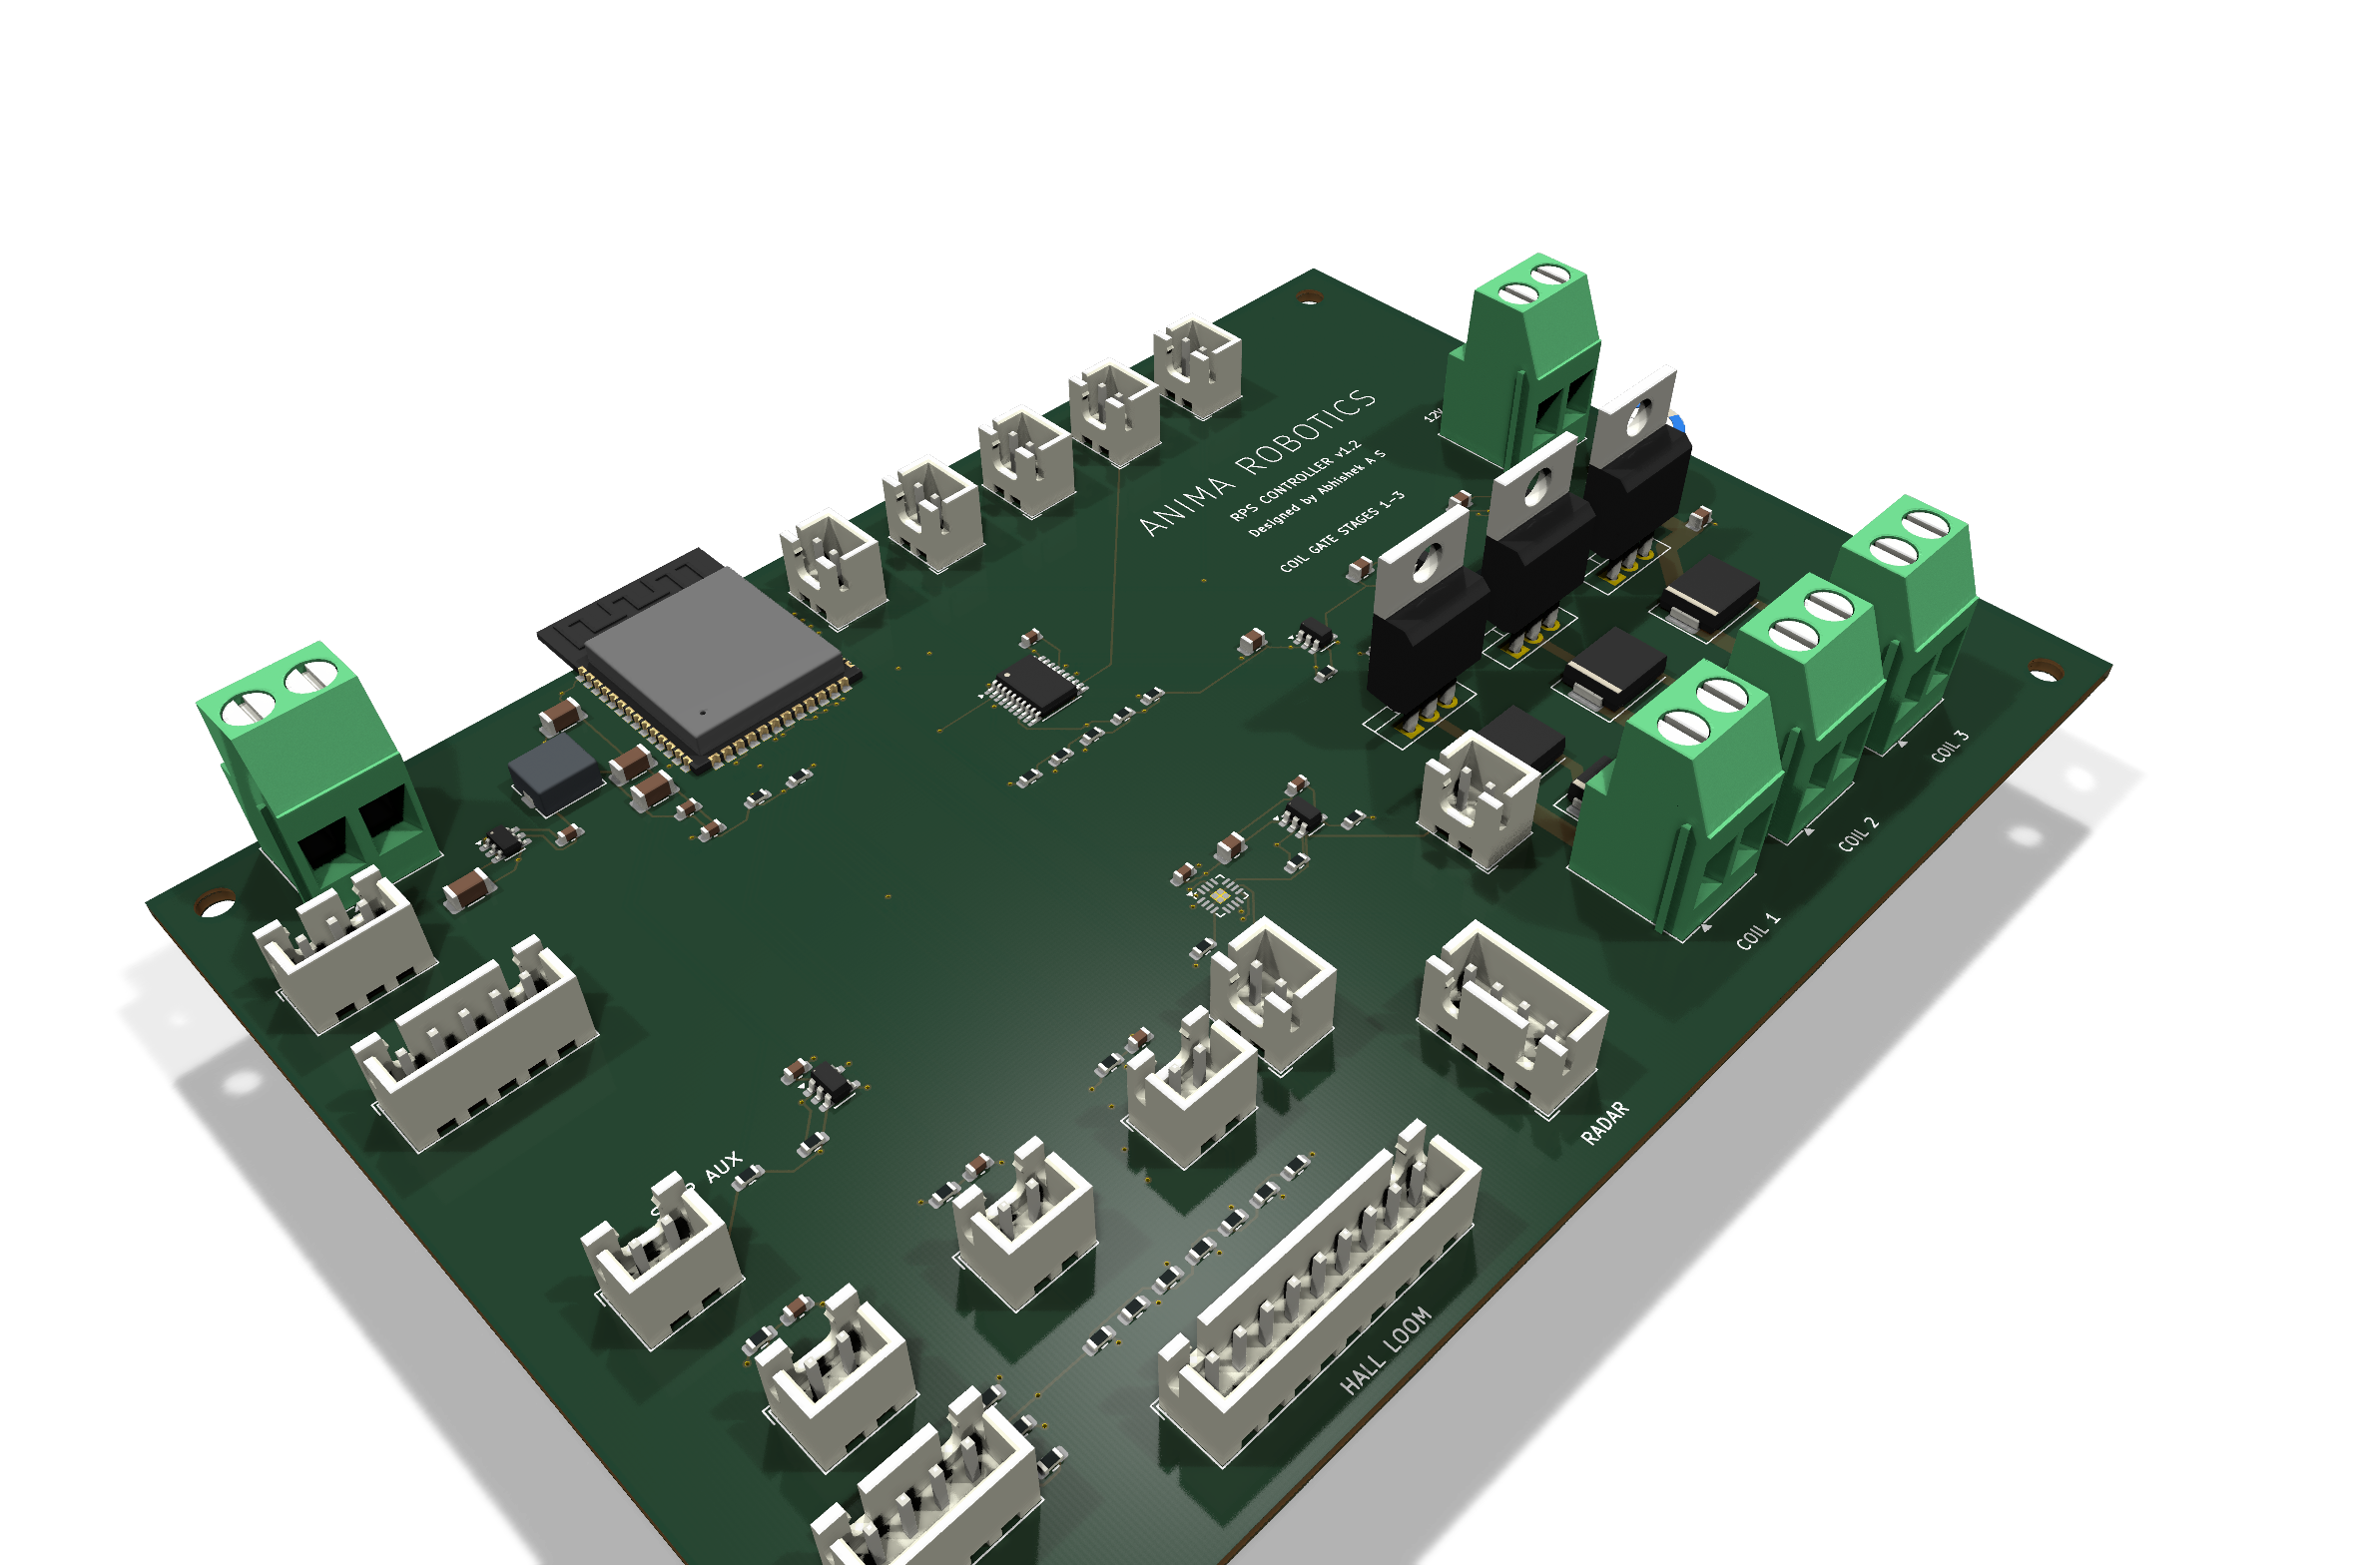 ANIMA ROBOTICS
RPS CONTROLLER v1.2
Designed by Abhishek A S
COIL GATE STAGES 1-3
12V
COIL 3
COIL 2
COIL 1
RADAR
AUX
HALL LOOM